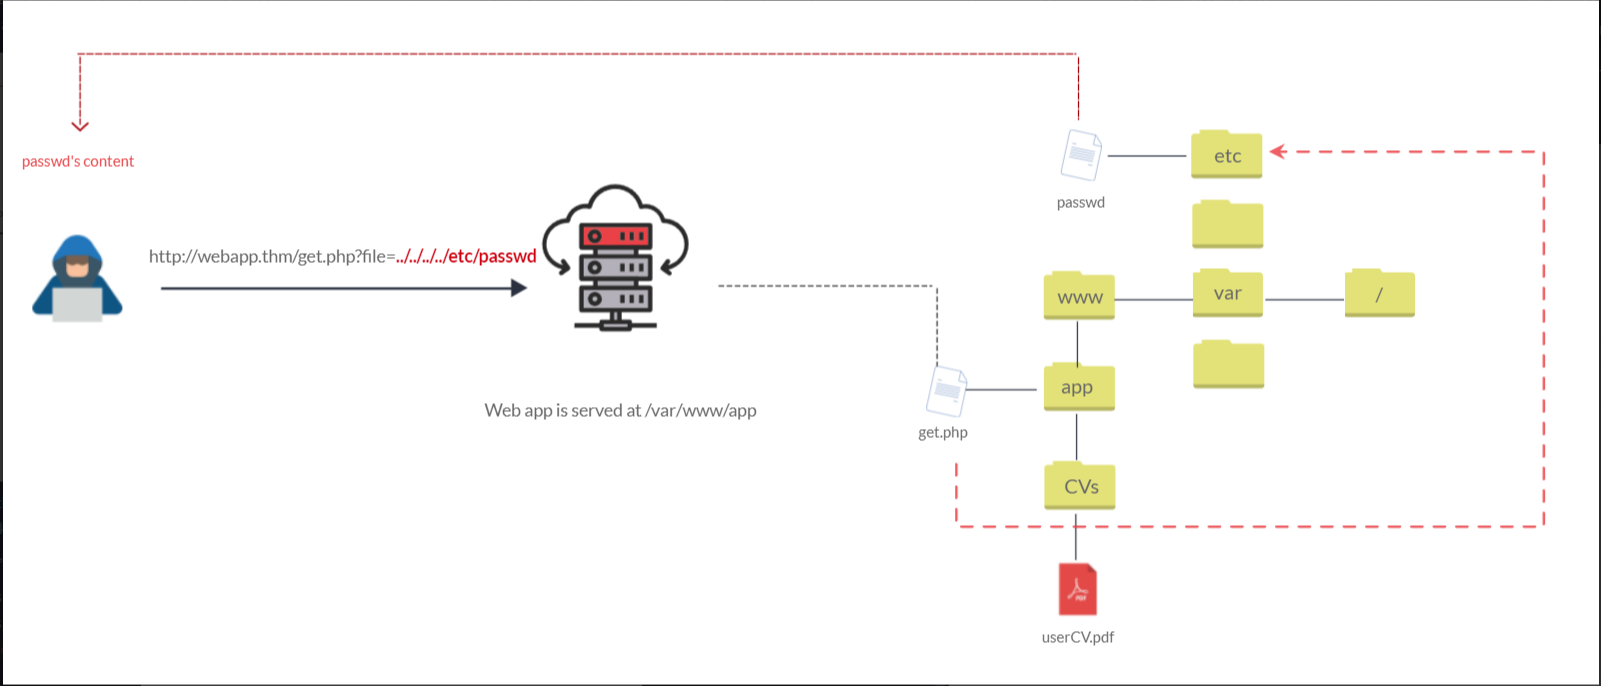 passwd's content
http://webapp.thm/get.php?file=../../../../etc/passwd
Web app is served at /var/www/app
passwd
etc
www
var
/
app
get.php
CVs
PDF
userCV.pdf